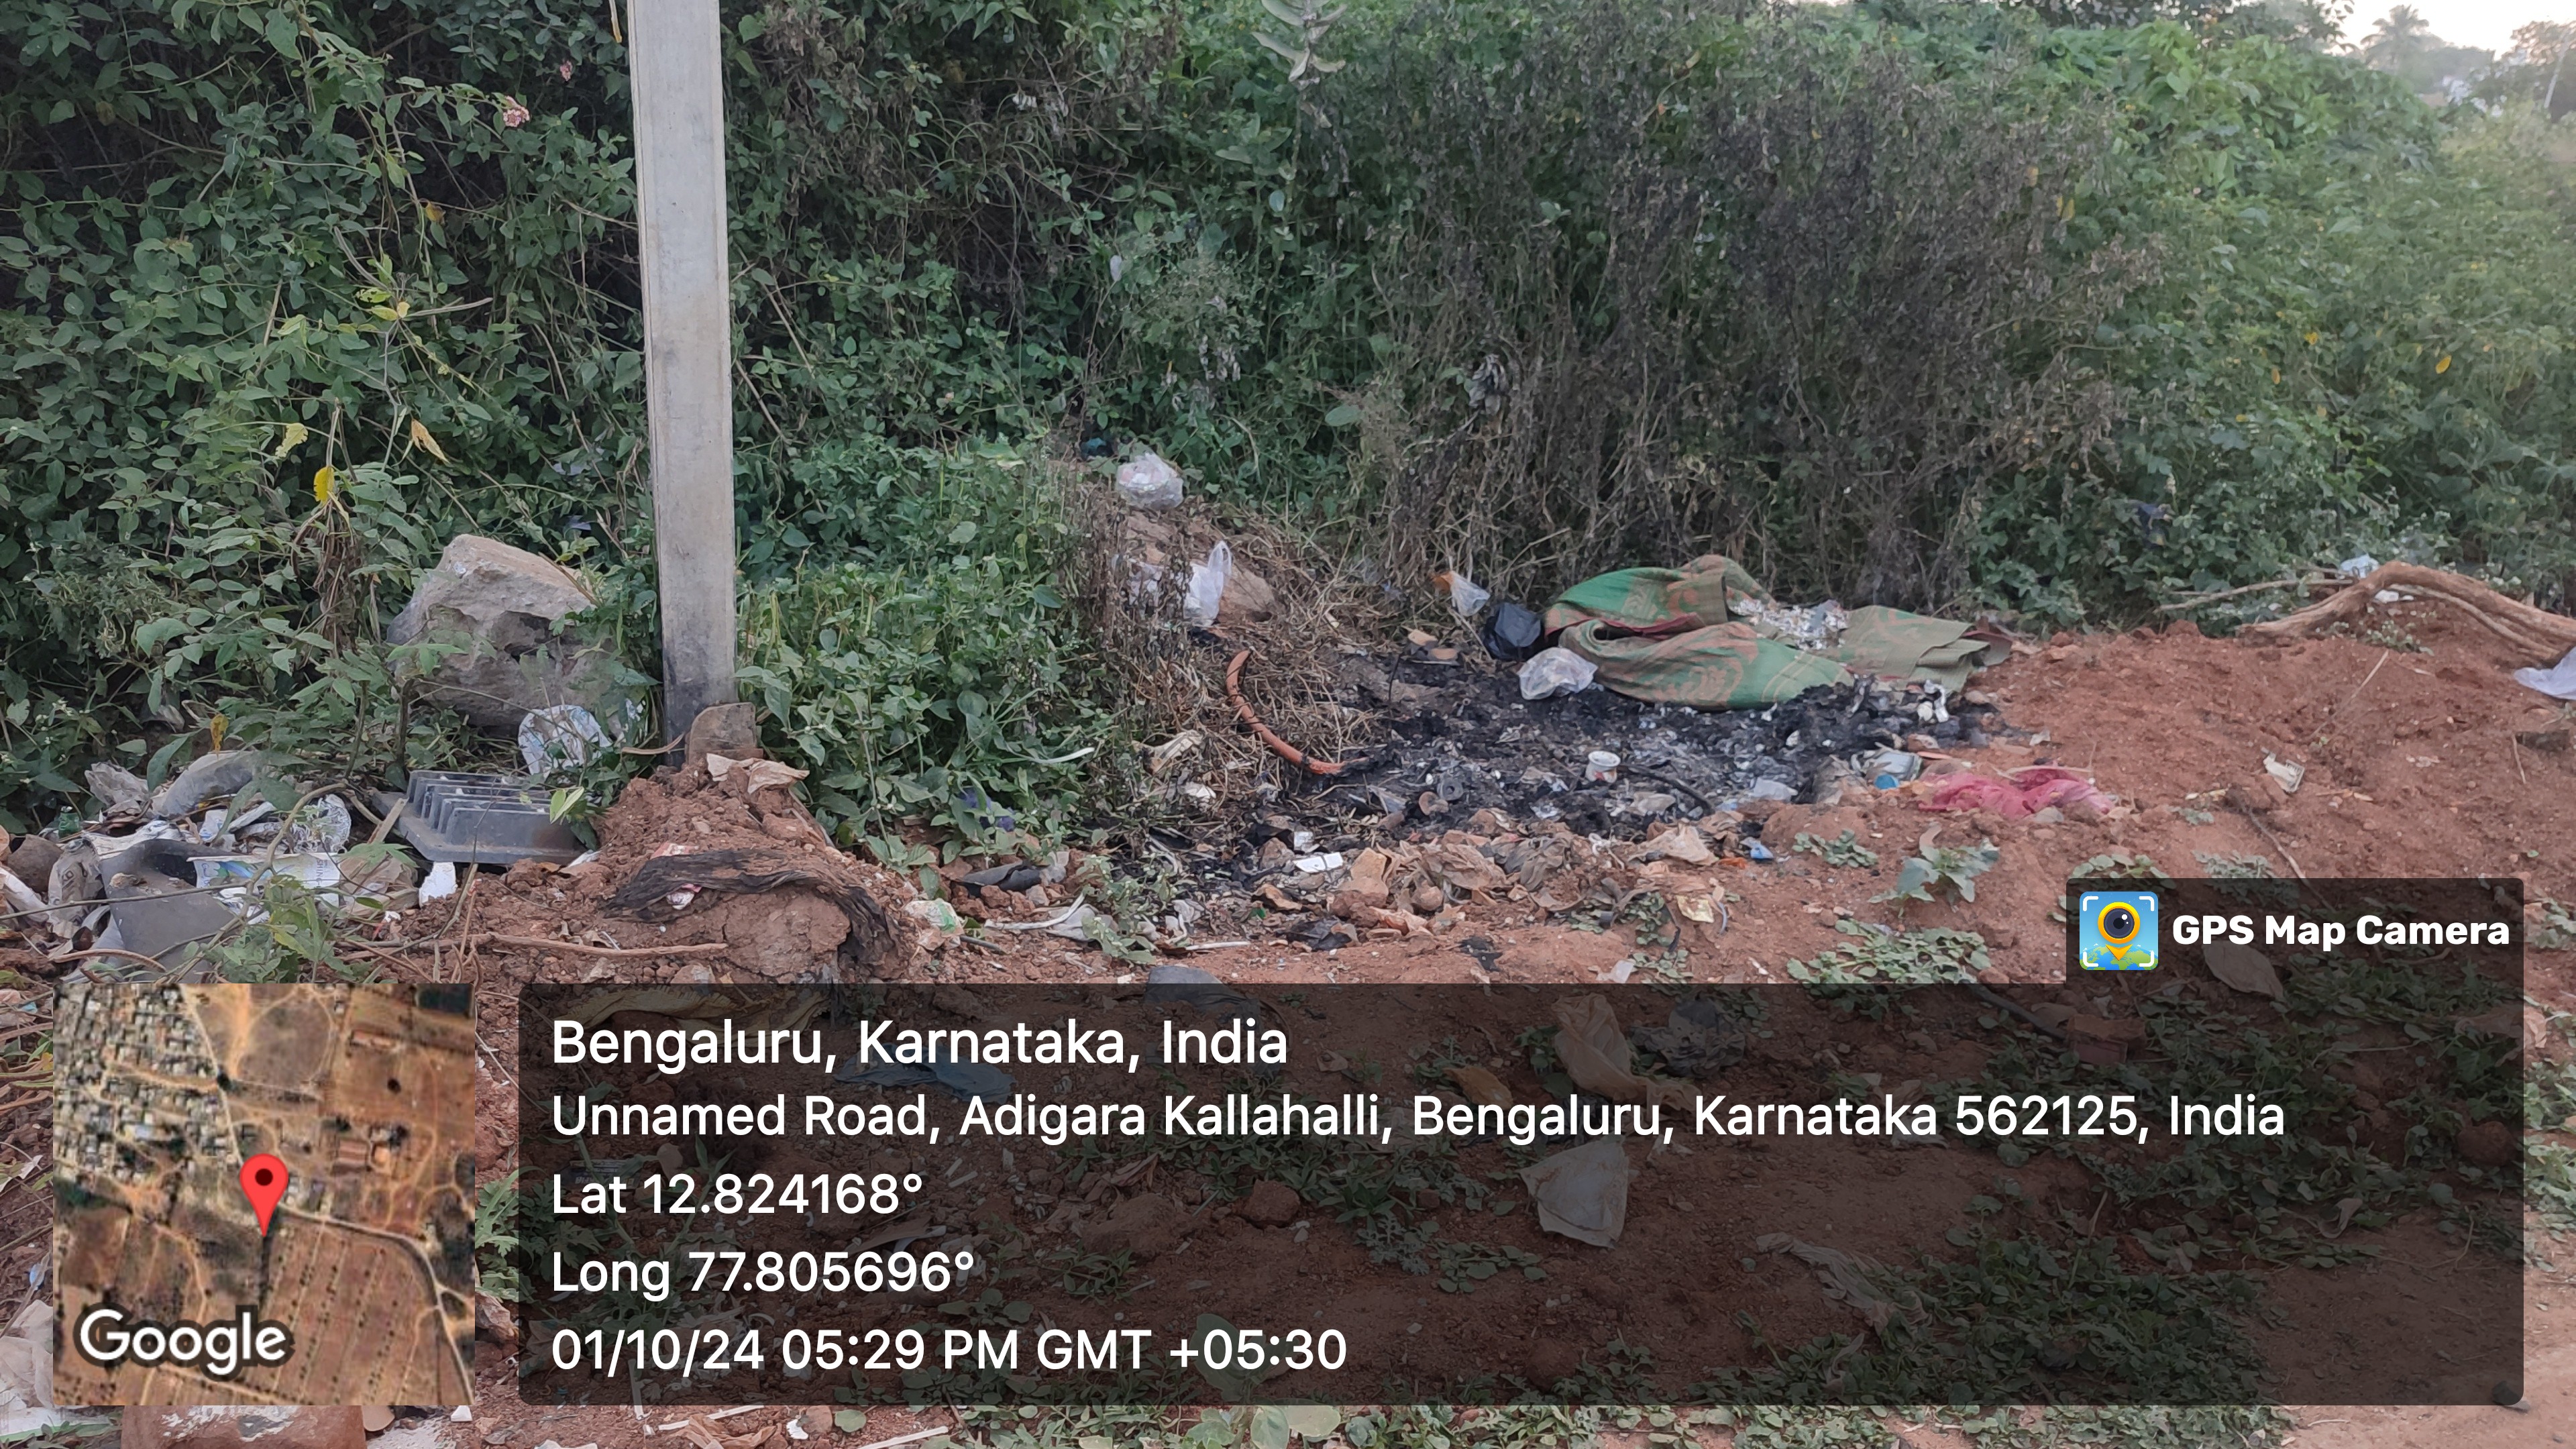 GPS Map Camera
Bengaluru, Karnataka, India
Unnamed Road, Adigara Kallahalli, Bengaluru, Karnataka 562125, India
Lat 12.824168°
Long 77.805696°
01/10/24 05:29 PM GMT +05:30
Google